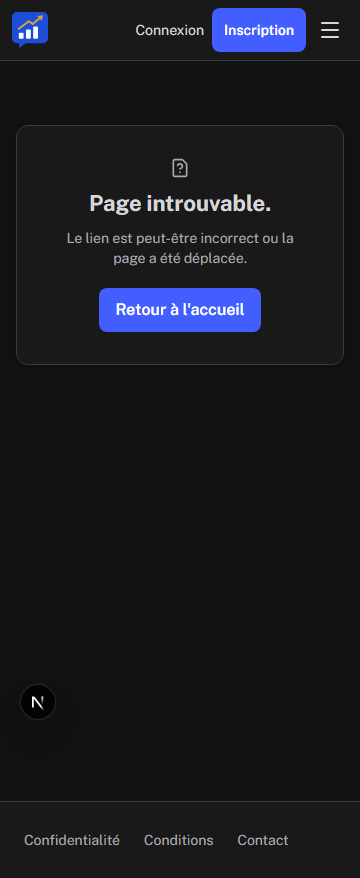 Connexion
Inscription
Page introuvable.
Le lien est peut-être incorrect ou la
page a été déplacée.
Retour à l'accueil
N
Confidentialité
Conditions
Contact